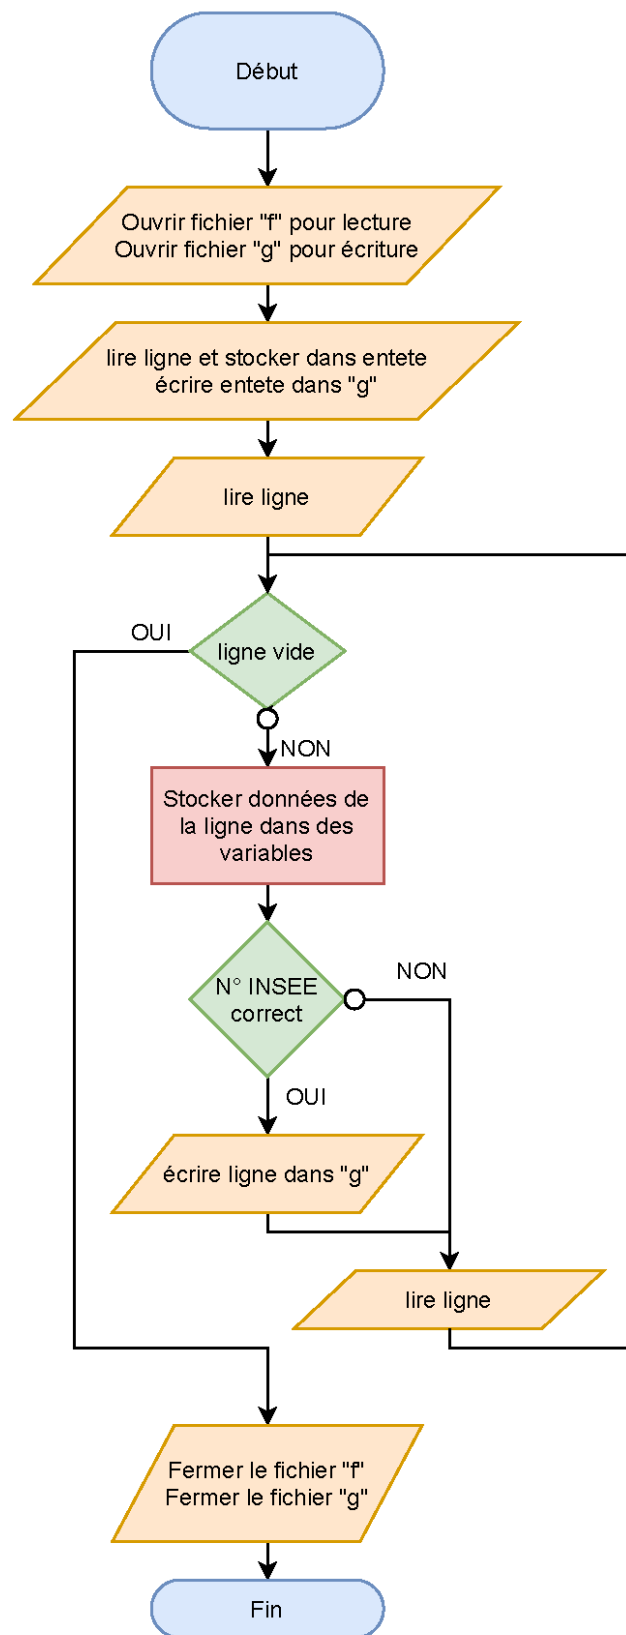 Début
Ouvrir fichier "f" pour lecture
Ouvrir fichier "g" pour écriture
lire ligne et stocker dans entete
écrire entete dans "g"
lire ligne
OUI
ligne vide
NON
Stocker données de
la ligne dans des
variables
N° INSEE
correct
NON
OUI
écrire ligne dans "g"
lire ligne
Fermer le fichier "f"
Fermer le fichier "g"
Fin